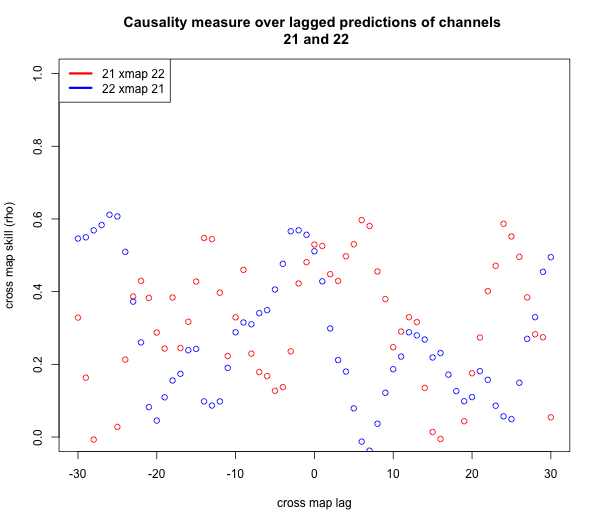 Causality measure over lagged predictions of channels
21 and 22
21 xmap 22
22 xmap 21
cross map skill (rho)
1.0
0.8
0.6
0.4
0.2
0.0
-30 -20 -10 0 10 20 30
cross map lag